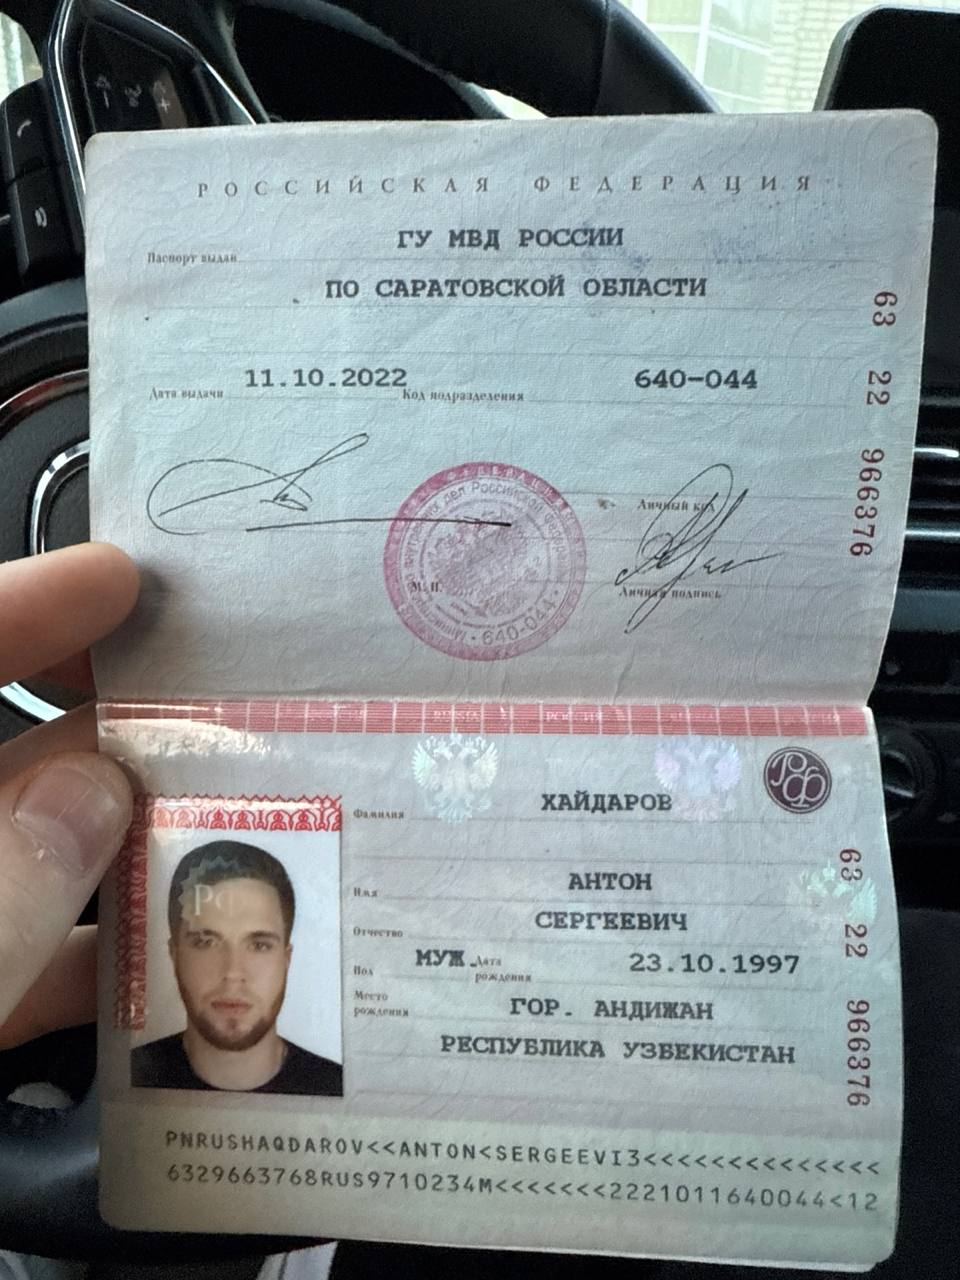 РОССИЙСКАЯ ФЕДЕРАЦИЯ
Паспорт выдан ГУ МВД РОССИИ
ПО САРАТОВСКОЙ ОБЛАСТИ
Дата выдачи 11.10.2022 Код подразделения 640-044
63 22 966376
Личный код
М. П.
640-044
Личная подпись
РОССИЯ
РФ
Фамилия ХАЙДАРОВ
Имя АНТОН
Отчество СЕРГЕЕВИЧ
Пол МУЖ. Дата рождения 23.10.1997
Место рождения ГОР. АНДИЖАН
РЕСПУБЛИКА УЗБЕКИСТАН
63 22 966376
PNRUSHAQDAROV<<ANTON<SERGEEVI3<<<<<<<<<<<<<<
6329663768RUS9710234M<<<<<<<2221011640044<12